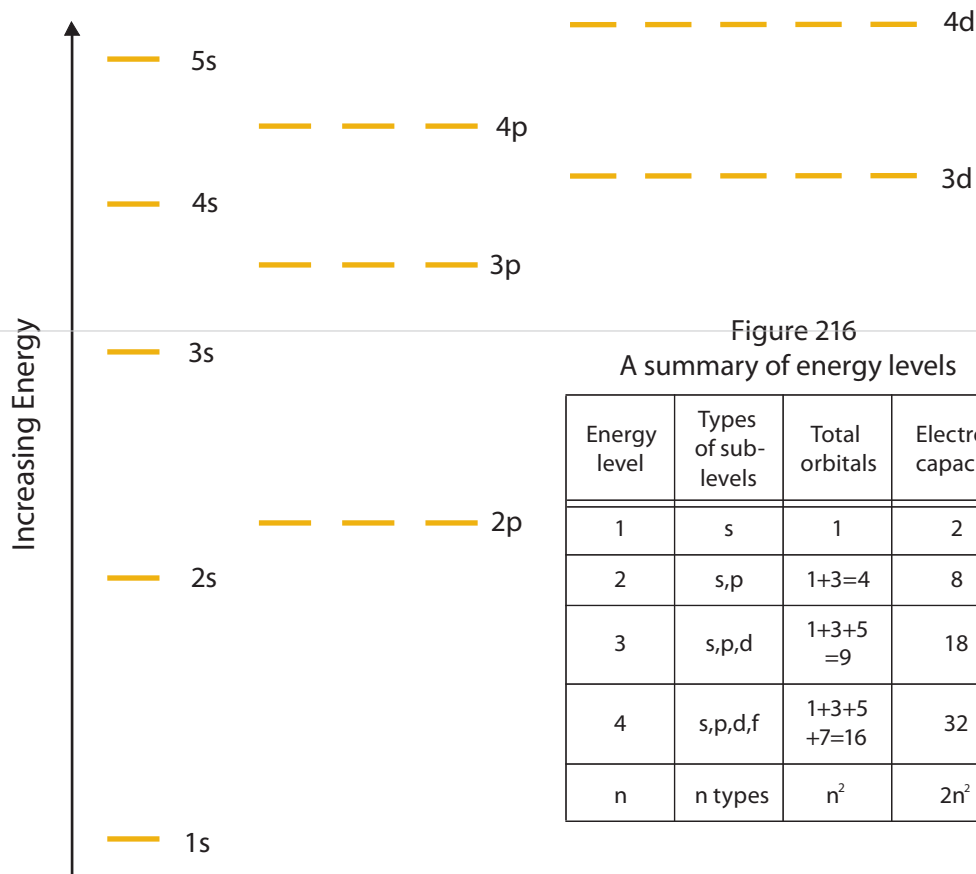 4d
5s
4p
3d
4s
3p
Figure 216
A summary of energy levels
3s
Increasing Energy
2p
2s
1s
Energy level
Types of sub-levels
Total orbitals
1
s
1
2
2
s,p
1+3=4
8
3
s,p,d
1+3+5
=9
18
4
s,p,d,f
1+3+5
+7=16
32
n
n types
n²
2n²